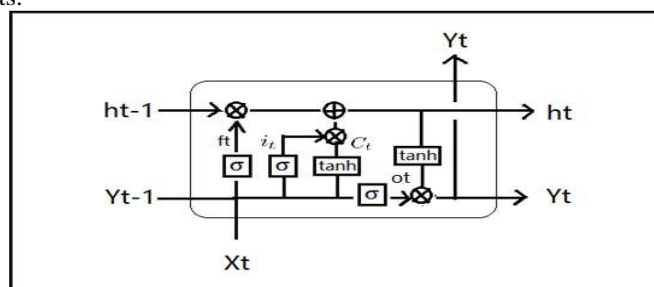 ts.
Yt
ht-1
ht
ft
it
Ct
σ
σ
tanh
tanh
ot
σ
Yt-1
Yt
Xt